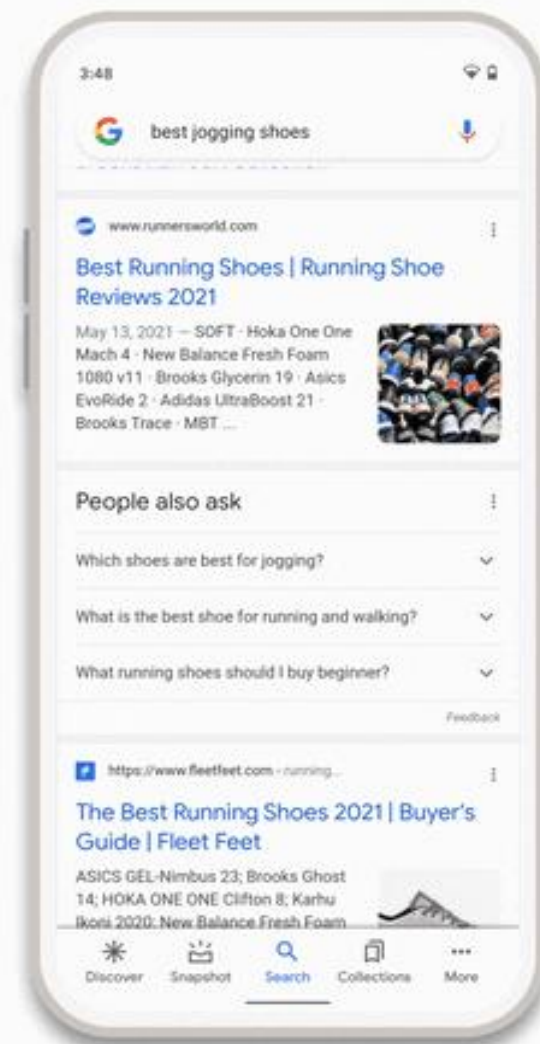 3:48
best jogging shoes
www.runnersworld.com
Best Running Shoes | Running Shoe
Reviews 2021
May 13, 2021 — SOFT · Hoka One One
Mach 4 · New Balance Fresh Foam
1080 v11 · Brooks Glycerin 19 · Asics
EvoRide 2 · Adidas UltraBoost 21 ·
Brooks Trace · MBT ...
People also ask
Which shoes are best for jogging?
What is the best shoe for running and walking?
What running shoes should I buy beginner?
Feedback
https://www.fleetfeet.com › running...
The Best Running Shoes 2021 | Buyer's
Guide | Fleet Feet
ASICS GEL-Nimbus 23; Brooks Ghost
14; HOKA ONE ONE Clifton 8; Karhu
Ikoni 2020; New Balance Fresh Foam
Discover Snapshot Search Collections More